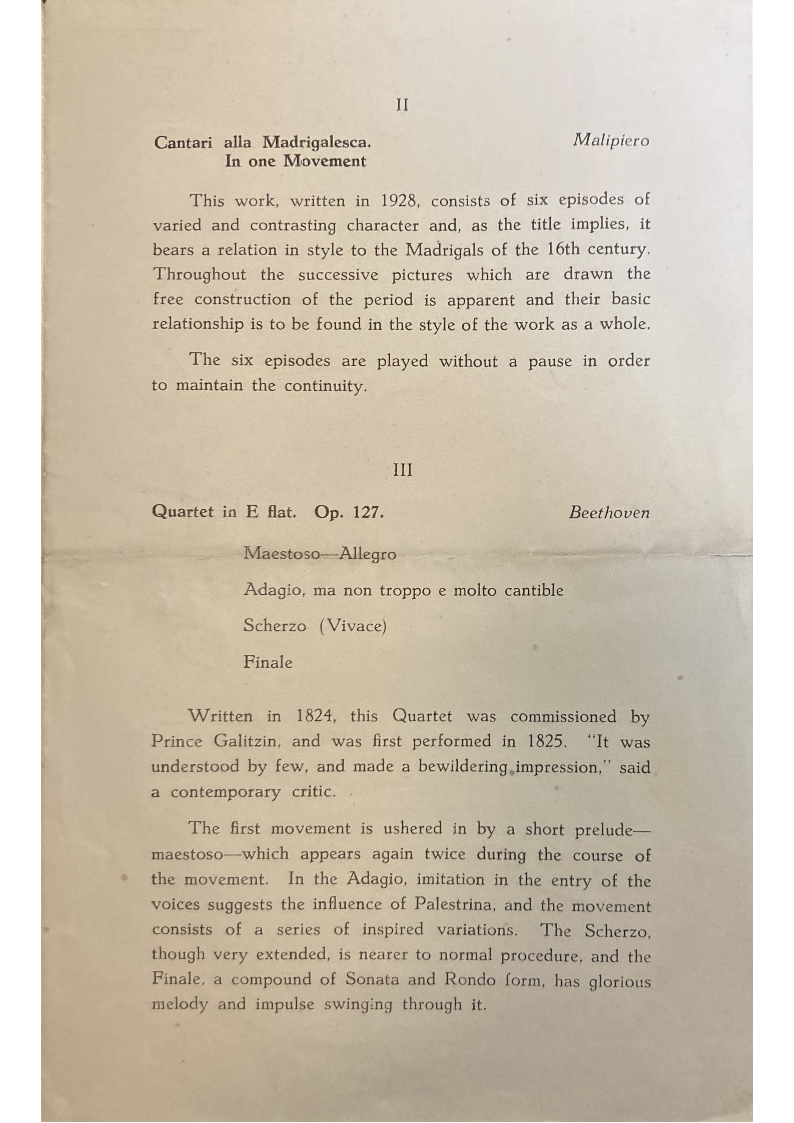 II
Cantari alla Madrigalesca. Malipiero
In one Movement
This work, written in 1928, consists of six episodes of
varied and contrasting character and, as the title implies, it
bears a relation in style to the Madrigals of the 16th century.
Throughout the successive pictures which are drawn the
free construction of the period is apparent and their basic
relationship is to be found in the style of the work as a whole.
The six episodes are played without a pause in order
to maintain the continuity.
III
Quartet in E flat. Op. 127. Beethoven
Maestoso—Allegro
Adagio, ma non troppo e molto cantible
Scherzo (Vivace)
Finale
Written in 1824, this Quartet was commissioned by
Prince Galitzin, and was first performed in 1825. "It was
understood by few, and made a bewildering impression," said
a contemporary critic.
The first movement is ushered in by a short prelude—
maestoso—which appears again twice during the course of
the movement. In the Adagio, imitation in the entry of the
voices suggests the influence of Palestrina, and the movement
consists of a series of inspired variations. The Scherzo,
though very extended, is nearer to normal procedure, and the
Finale, a compound of Sonata and Rondo form, has glorious
melody and impulse swinging through it.